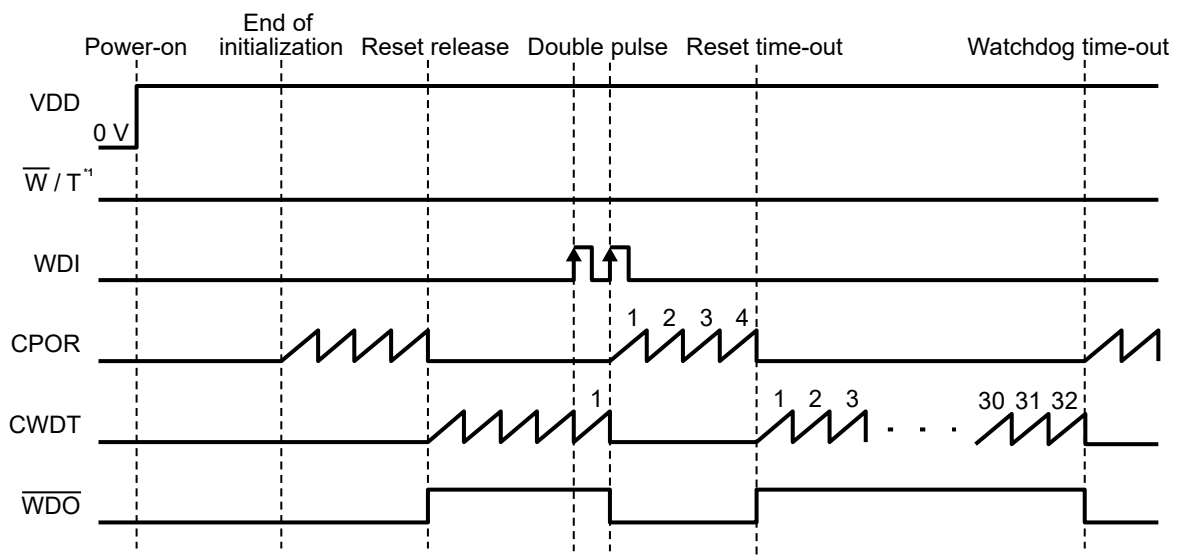 End of
Power-on initialization Reset release Double pulse Reset time-out Watchdog time-out
VDD
0 V
W / T*1
WDI
1 2 3 4
CPOR
1 1 2 3 30 31 32
CWDT
. . .
WDO